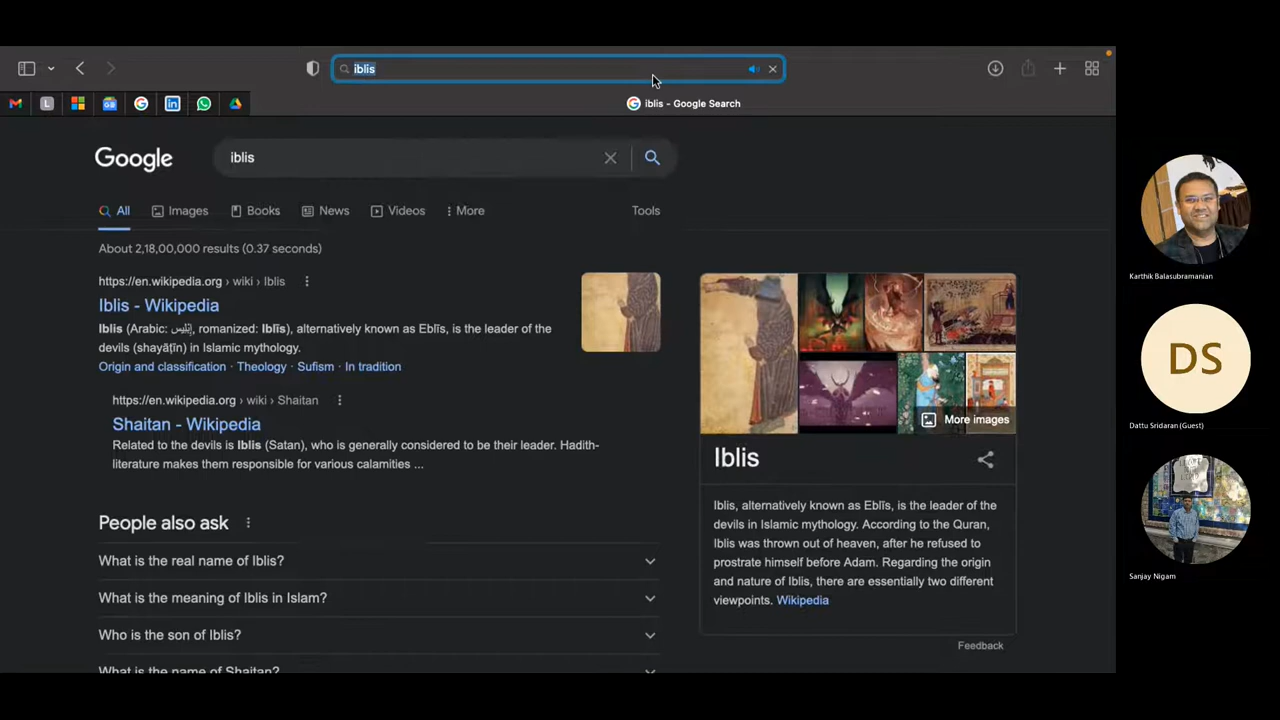 iblis
L
iblis - Google Search
Google
iblis
All
Images
Books
News
Videos
More
Tools
About 2,18,00,000 results (0.37 seconds)
https://en.wikipedia.org › wiki › Iblis
Iblis - Wikipedia
Iblis (Arabic: إِبْلِيس, romanized: Iblīs), alternatively known as Eblīs, is the leader of the
devils (shayāṭīn) in Islamic mythology.
Origin and classification · Theology · Sufism · In tradition
https://en.wikipedia.org › wiki › Shaitan
Shaitan - Wikipedia
Related to the devils is Iblis (Satan), who is generally considered to be their leader. Hadith-
literature makes them responsible for various calamities ...
People also ask
What is the real name of Iblis?
What is the meaning of Iblis in Islam?
Who is the son of Iblis?
What is the name of Shaitan?
More images
Iblis
Iblis, alternatively known as Eblīs, is the leader of the
devils in Islamic mythology. According to the Quran,
Iblis was thrown out of heaven, after he refused to
prostrate himself before Adam. Regarding the origin
and nature of Iblis, there are essentially two different
viewpoints. Wikipedia
Feedback
Karthik Balasubramanian
DS
Dattu Sridaran (Guest)
Sanjay Nigam